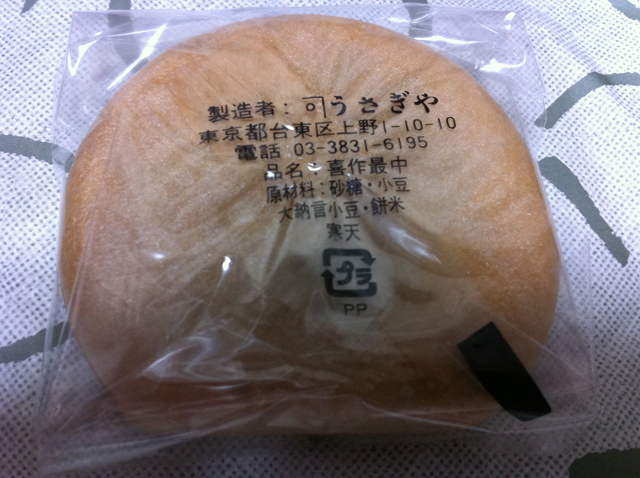 製造者：うさぎや
東京都台東区上野1-10-10
電話 03-3831-6195
品名：喜作最中
原材料：砂糖・小豆
大納言小豆・餅米
寒天
プラ
PP